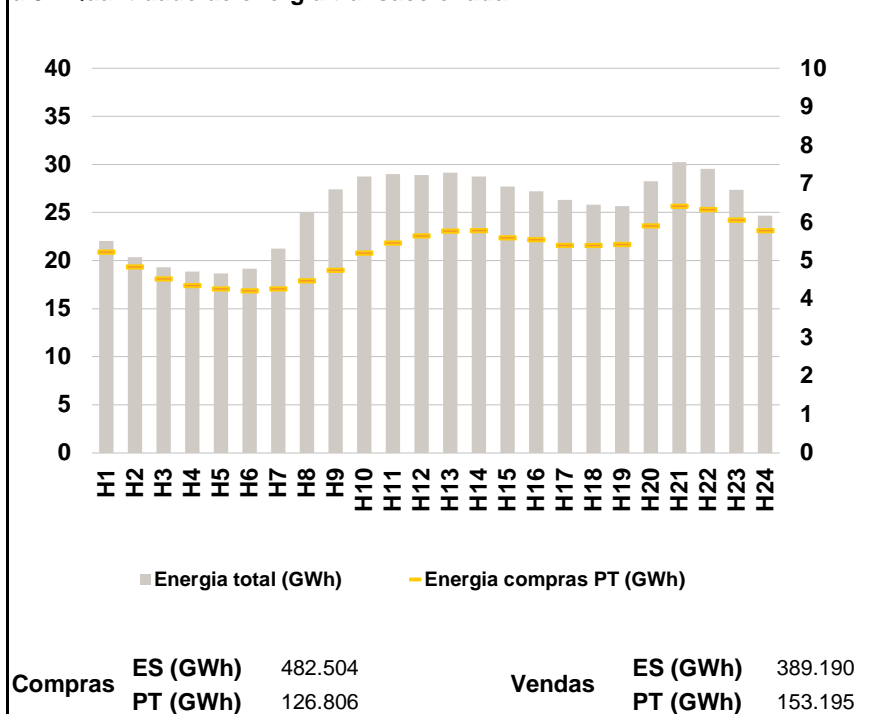 40 10
35 9
30 8
25 7
20 6
15 5
10 4
5 3
0 2
1
0
H1 H2 H3 H4 H5 H6 H7 H8 H9 H10 H11 H12 H13 H14 H15 H16 H17 H18 H19 H20 H21 H22 H23 H24
Energia total (GWh) Energia compras PT (GWh)
Compras ES (GWh) 482.504 Vendas ES (GWh) 389.190
PT (GWh) 126.806 PT (GWh) 153.195